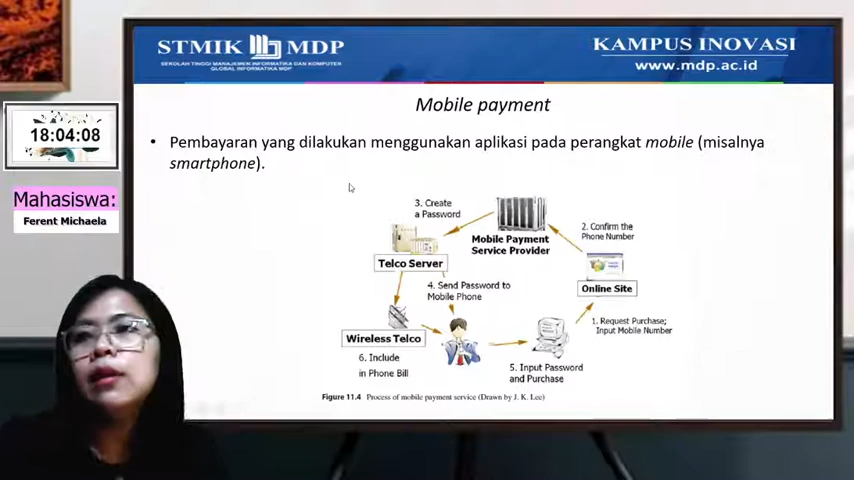 STMIK MDP
SEKOLAH TINGGI MANAJEMEN INFORMATIKA DAN KOMPUTER
GLOBAL INFORMATIKA MDP
KAMPUS INOVASI
www.mdp.ac.id
18:04:08
Mahasiswa:
Ferent Michaela
Mobile payment
• Pembayaran yang dilakukan menggunakan aplikasi pada perangkat mobile (misalnya
smartphone).
3. Create
a Password
Mobile Payment
Service Provider
2. Confirm the
Phone Number
Telco Server
Online Site
4. Send Password to
Mobile Phone
1. Request Purchase;
Input Mobile Number
Wireless Telco
6. Include
in Phone Bill
5. Input Password
and Purchase
Figure 11.4 Process of mobile payment service (Drawn by J. K. Lee)